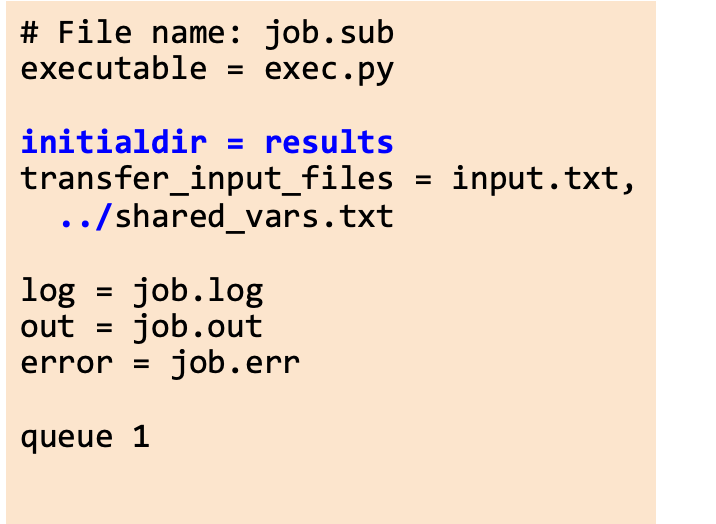 # File name: job.sub
executable = exec.py
initialdir = results
transfer_input_files = input.txt,
../shared_vars.txt
log = job.log
out = job.out
error = job.err
queue 1